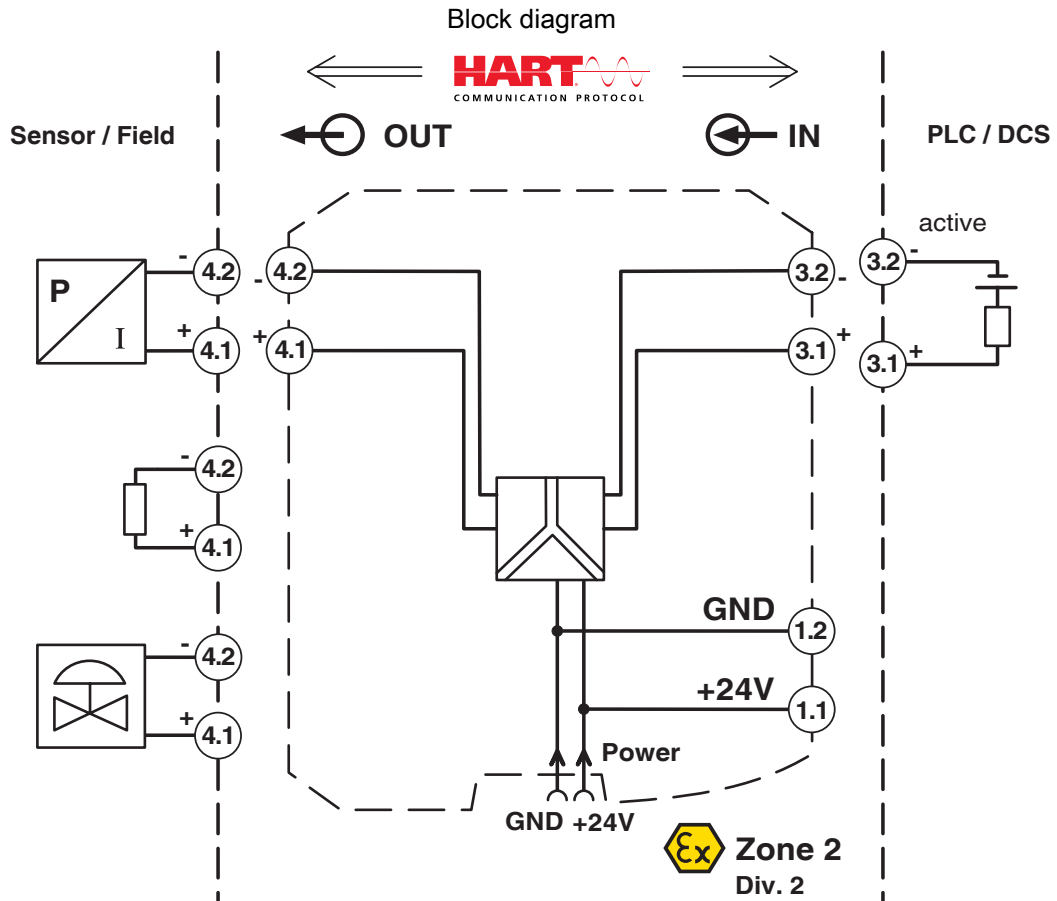 Block diagram
HART
COMMUNICATION PROTOCOL
Sensor / Field
OUT
IN
PLC / DCS
active
P
I
-
4.2
+
4.1
-
4.2
+
4.1
3.2
-
3.1
+
3.2
-
3.1
+
-
4.2
+
4.1
GND
1.2
-
4.2
+24V
1.1
+
4.1
Power
GND +24V
Ex
Zone 2
Div. 2